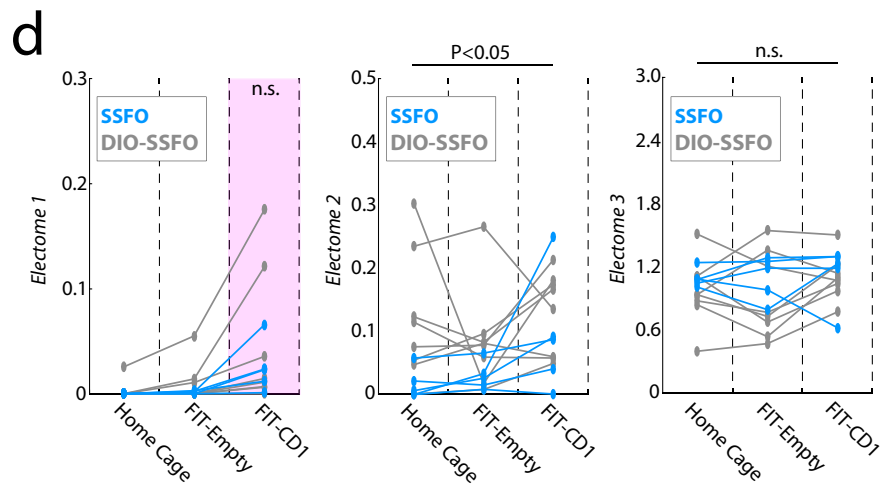 d
0.3
0.2
0.1
0
Electome 1
SSFO
DIO-SSFO
n.s.
Home Cage
FIT-Empty
FIT-CD1
P<0.05
0.5
0.4
0.3
0.2
0.1
0
Electome 2
SSFO
DIO-SSFO
Home Cage
FIT-Empty
FIT-CD1
n.s.
3.0
2.4
1.8
1.2
0.6
0
Electome 3
SSFO
DIO-SSFO
Home Cage
FIT-Empty
FIT-CD1